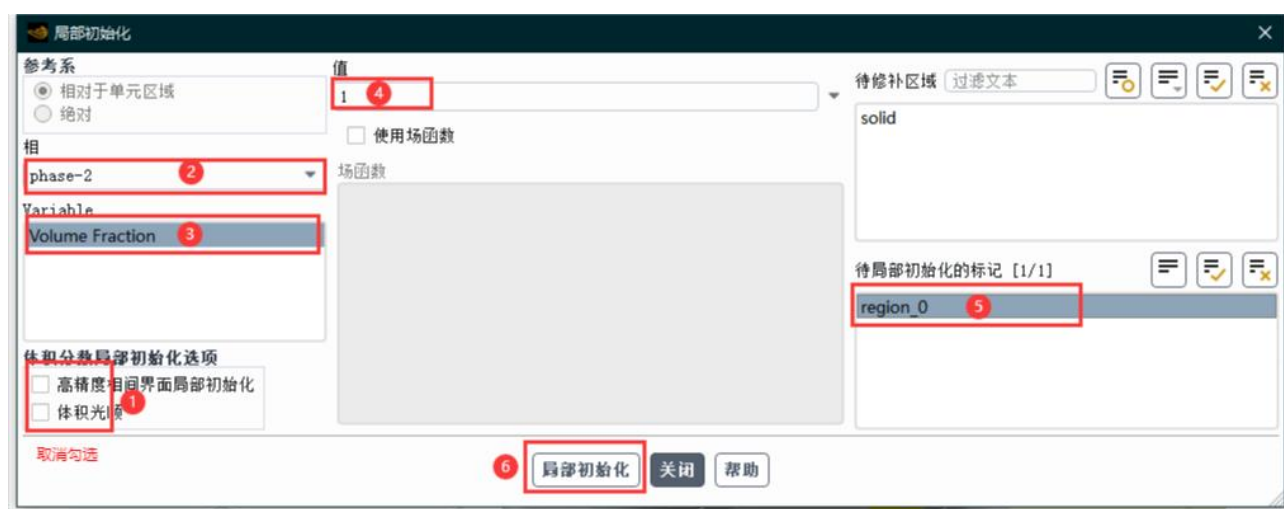 局部初始化
参考系
相对于单元区域
绝对
相
phase-2
2
Variable
Volume Fraction
3
体积分数局部初始化选项
高精度相间界面局部初始化
体积光顺
1
取消勾选
值
1
4
使用场函数
场函数
待修补区域 过滤文本
solid
待局部初始化的标记 [1/1]
region_0
5
6
局部初始化 关闭 帮助